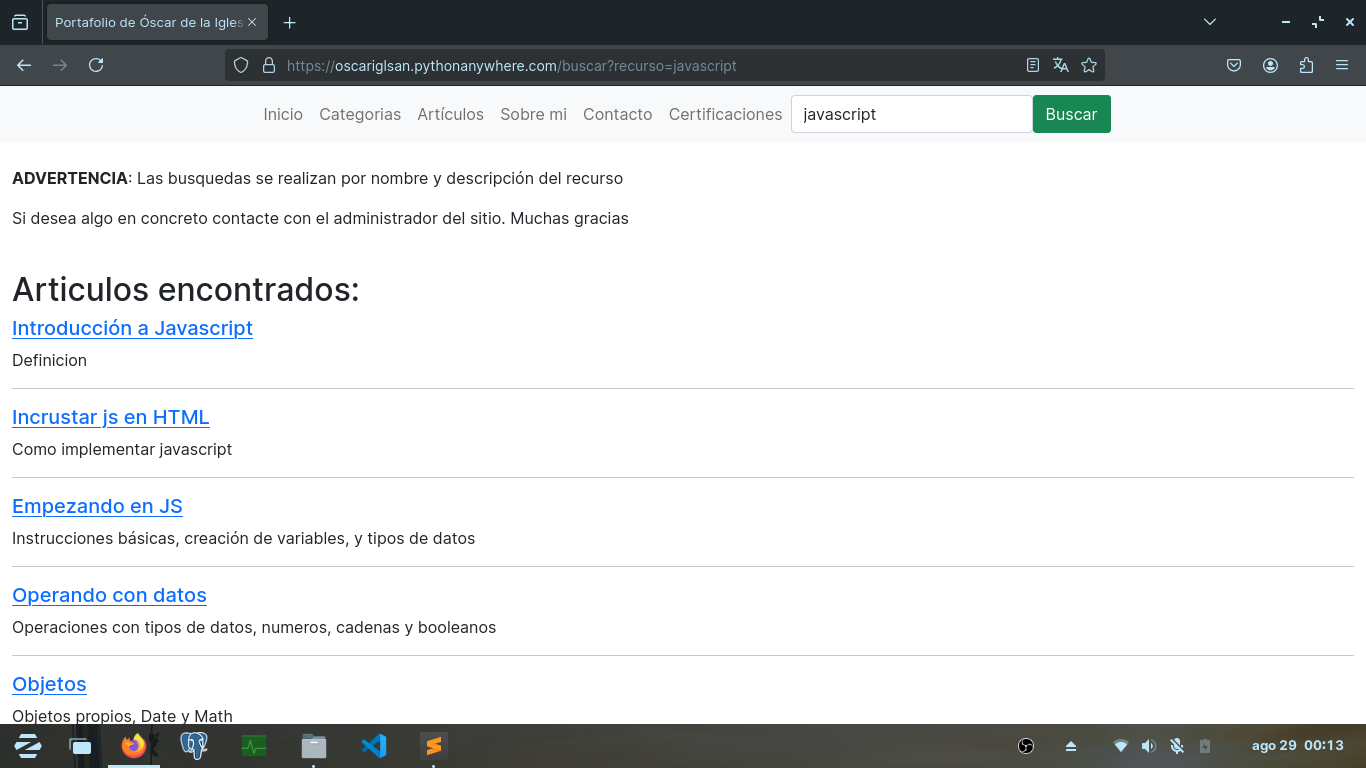 Portafolio de Óscar de la Igles
https://oscariglsan.pythonanywhere.com/buscar?recurso=javascript
Inicio Categorias Artículos Sobre mi Contacto Certificaciones javascript Buscar
ADVERTENCIA: Las busquedas se realizan por nombre y descripción del recurso
Si desea algo en concreto contacte con el administrador del sitio. Muchas gracias
Articulos encontrados:
Introducción a Javascript
Definicion
Incrustar js en HTML
Como implementar javascript
Empezando en JS
Instrucciones básicas, creación de variables, y tipos de datos
Operando con datos
Operaciones con tipos de datos, numeros, cadenas y booleanos
Objetos
Objetos propios, Date y Math
ago 29 00:13